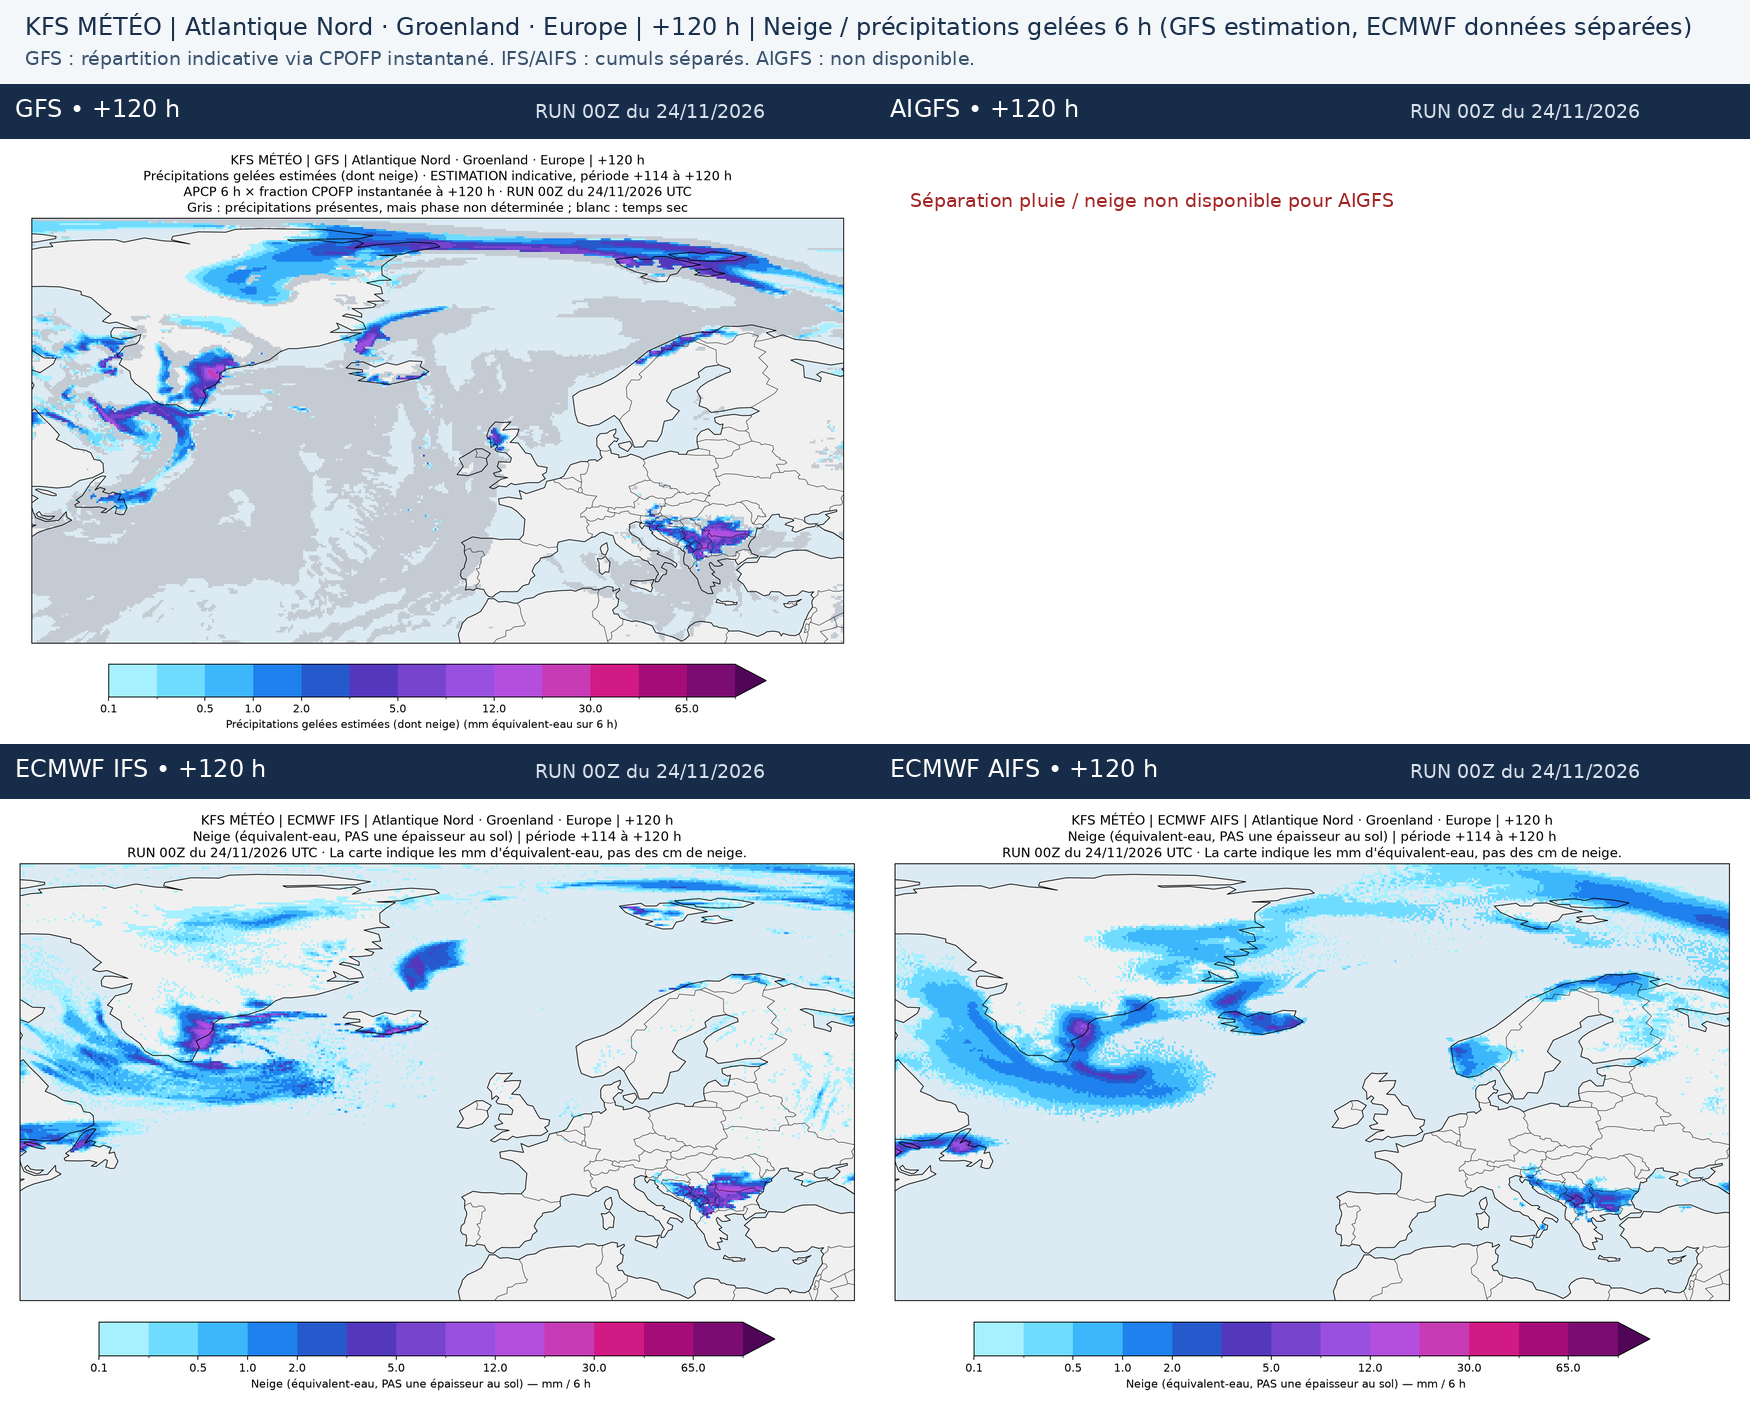 KFS MÉTÉO | Atlantique Nord · Groenland · Europe | +120 h | Neige / précipitations gelées 6 h (GFS estimation, ECMWF données séparées)
GFS : répartition indicative via CPOFP instantané. IFS/AIFS : cumuls séparés. AIGFS : non disponible.
GFS • +120 h
RUN 00Z du 24/11/2026
AIGFS • +120 h
RUN 00Z du 24/11/2026
KFS MÉTÉO | GFS | Atlantique Nord · Groenland · Europe | +120 h
Précipitations gelées estimées (dont neige) · ESTIMATION indicative, période +114 à +120 h
APCP 6 h × fraction CPOFP instantanée à +120 h · RUN 00Z du 24/11/2026 UTC
Gris : précipitations présentes, mais phase non déterminée ; blanc : temps sec
Séparation pluie / neige non disponible pour AIGFS
0.1 0.5 1.0 2.0 5.0 12.0 30.0 65.0
Précipitations gelées estimées (dont neige) (mm équivalent-eau sur 6 h)
ECMWF IFS • +120 h
RUN 00Z du 24/11/2026
ECMWF AIFS • +120 h
RUN 00Z du 24/11/2026
KFS MÉTÉO | ECMWF IFS | Atlantique Nord · Groenland · Europe | +120 h
Neige (équivalent-eau, PAS une épaisseur au sol) | période +114 à +120 h
RUN 00Z du 24/11/2026 UTC · La carte indique les mm d'équivalent-eau, pas des cm de neige.
KFS MÉTÉO | ECMWF AIFS | Atlantique Nord · Groenland · Europe | +120 h
Neige (équivalent-eau, PAS une épaisseur au sol) | période +114 à +120 h
RUN 00Z du 24/11/2026 UTC · La carte indique les mm d'équivalent-eau, pas des cm de neige.
0.1 0.5 1.0 2.0 5.0 12.0 30.0 65.0
Neige (équivalent-eau, PAS une épaisseur au sol) — mm / 6 h
0.1 0.5 1.0 2.0 5.0 12.0 30.0 65.0
Neige (équivalent-eau, PAS une épaisseur au sol) — mm / 6 h